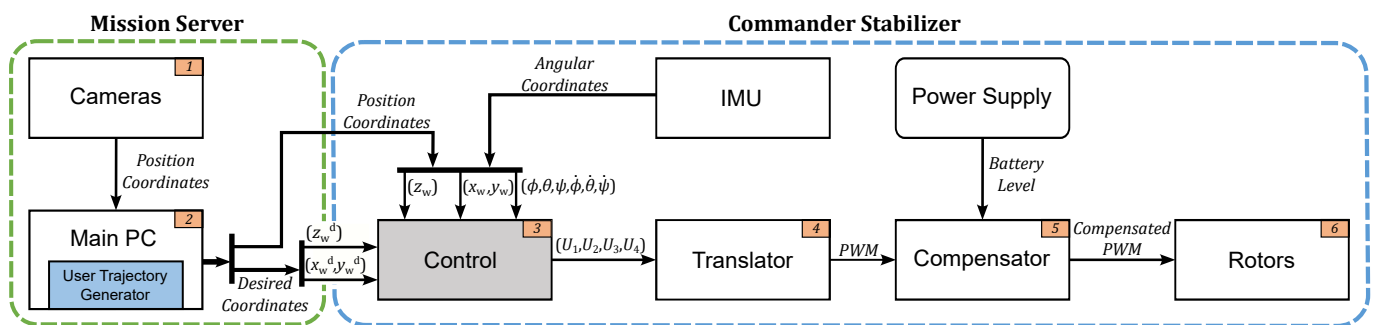 Mission Server
Commander Stabilizer
1
Cameras
Position
Coordinates
2
Main PC
User Trajectory
Generator
Desired
Coordinates
Position
Coordinates
Angular
Coordinates
IMU
Power Supply
Battery
Level
(z_w)
(x_w,y_w)
(ϕ,θ,ψ,ϕ̇,θ̇,ψ̇)
(z_w^d)
(x_w^d,y_w^d)
3
Control
(U₁,U₂,U₃,U₄)
4
Translator
PWM
5
Compensator
Compensated
PWM
6
Rotors